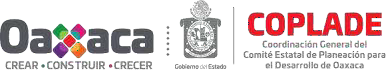 Oaxaca
CREAR • CONSTRUIR • CRECER
Gobierno del Estado
COPLADE
Coordinación General del
Comité Estatal de Planeación para
el Desarrollo de Oaxaca